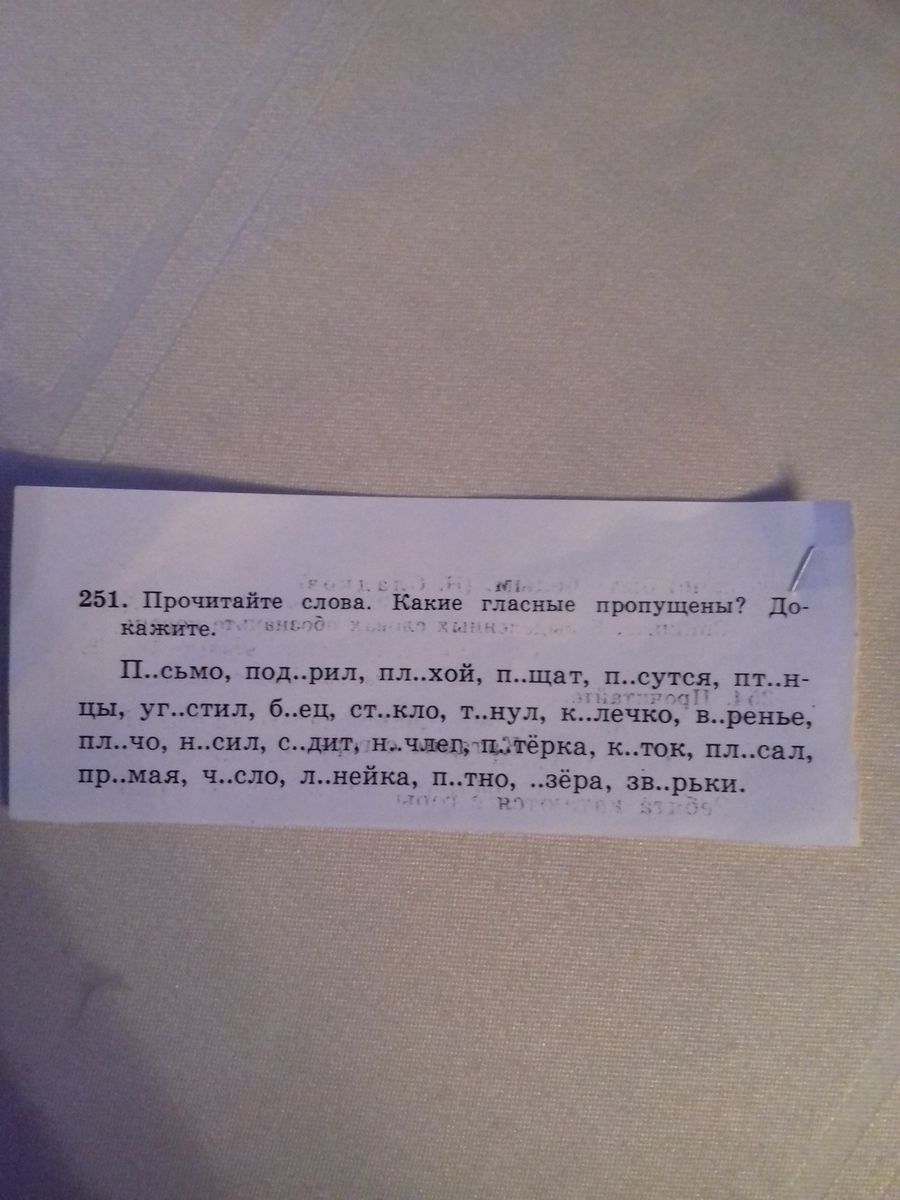 251. Прочитайте слова. Какие гласные пропущены? До-
кажите.
П..сьмо, под..рил, пл..хой, п..щат, п..сутся, пт..н-
цы, уг..стил, б..ец, ст..кло, т..нул, к..лечко, в..ренье,
пл..чо, н..сил, с..дит, н..члег, п..тёрка, к..ток, пл..сал,
пр..мая, ч..сло, л..нейка, п..тно, ..зёра, зв..рьки.